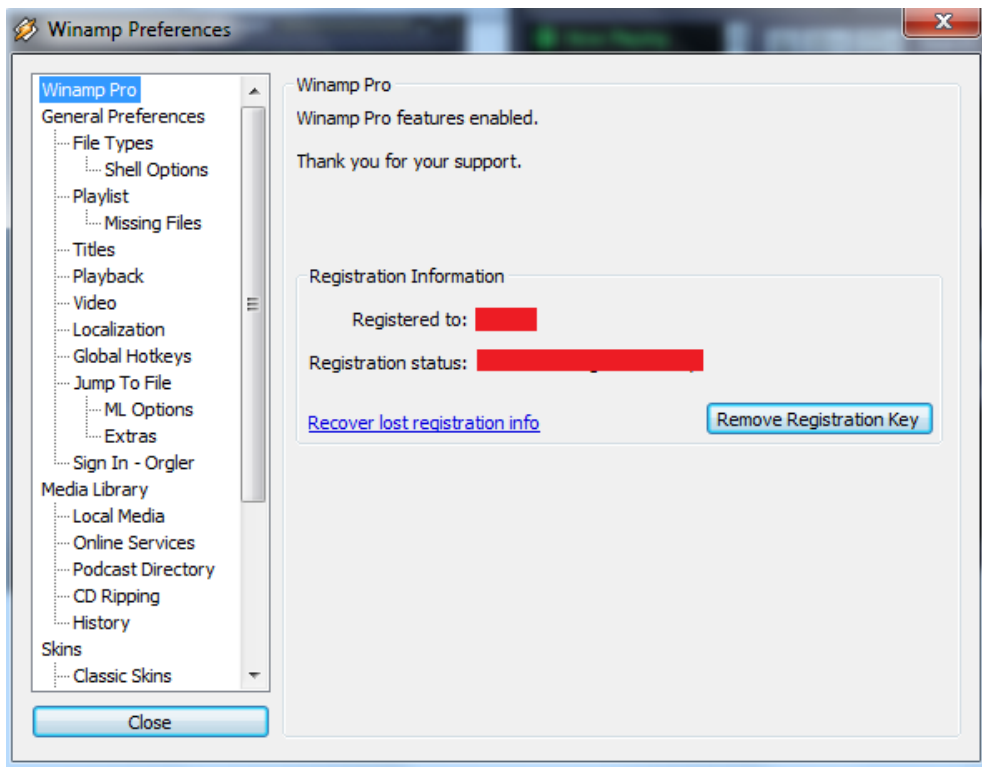 Winamp Preferences
Winamp Pro
General Preferences
File Types
Shell Options
Playlist
Missing Files
Titles
Playback
Video
Localization
Global Hotkeys
Jump To File
ML Options
Extras
Sign In - Orgler
Media Library
Local Media
Online Services
Podcast Directory
CD Ripping
History
Skins
Classic Skins
Close
Winamp Pro
Winamp Pro features enabled.
Thank you for your support.
Registration Information
Registered to:
Registration status:
Recover lost registration info
Remove Registration Key